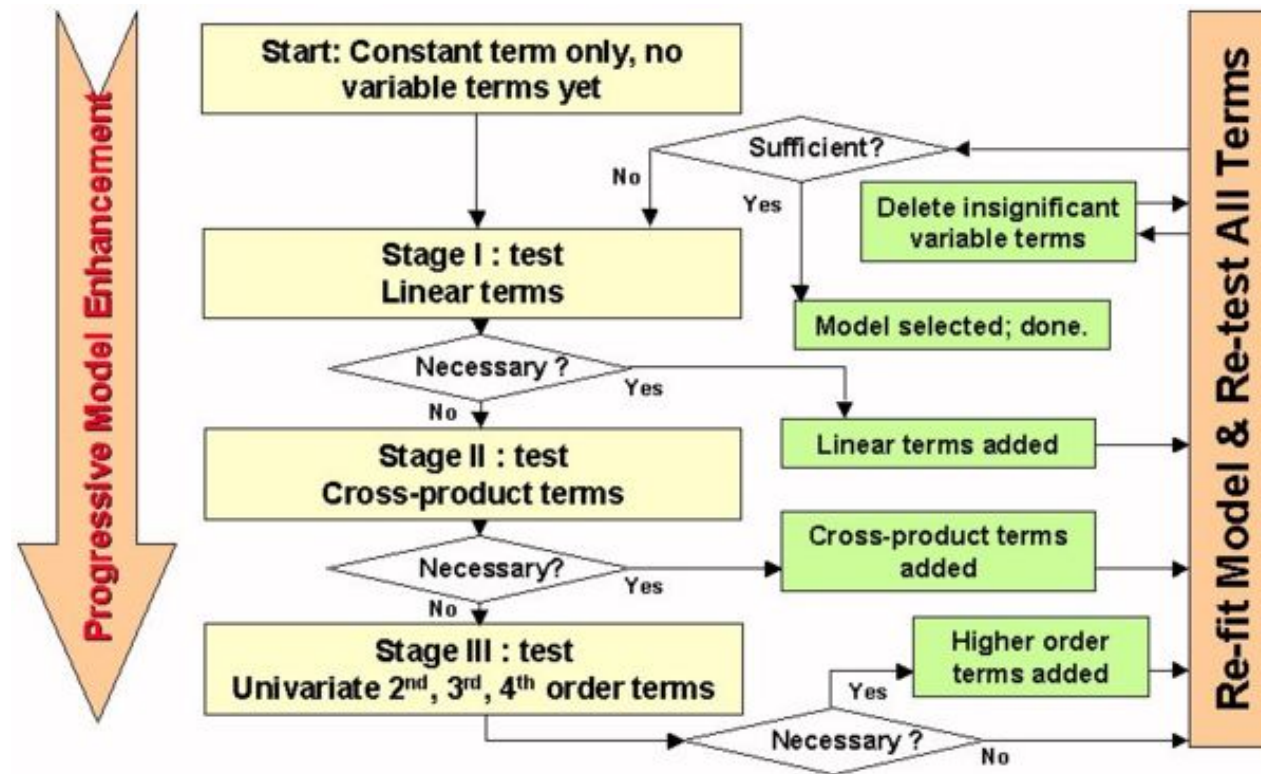 Progressive Model Enhancement
Start: Constant term only, no
variable terms yet
Sufficient?
No
Yes
Delete insignificant
variable terms
Stage I : test
Linear terms
Model selected; done.
Necessary ?
Yes
No
Linear terms added
Stage II : test
Cross-product terms
Cross-product terms
added
Necessary?
Yes
No
Stage III : test
Univariate 2nd, 3rd, 4th order terms
Higher order
terms added
Yes
Necessary ?
No
Re-fit Model & Re-test All Terms